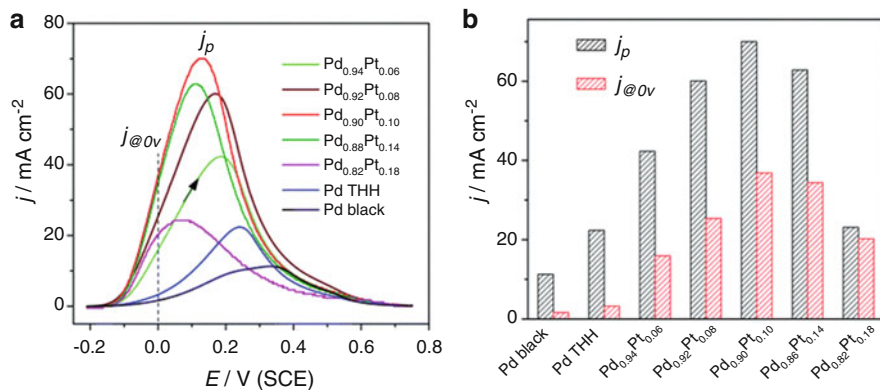 a
j / mA cm-2
80
60
40
20
0
-0.2
0.0
0.2
0.4
0.6
0.8
E / V (SCE)
jp
j@0v
Pd0.94Pt0.06
Pd0.92Pt0.08
Pd0.90Pt0.10
Pd0.88Pt0.14
Pd0.82Pt0.18
Pd THH
Pd black
b
j / mA cm-2
60
40
20
0
jp
j@0v
Pd black
Pd THH
Pd0.94Pt0.06
Pd0.92Pt0.08
Pd0.90Pt0.10
Pd0.86Pt0.14
Pd0.82Pt0.18